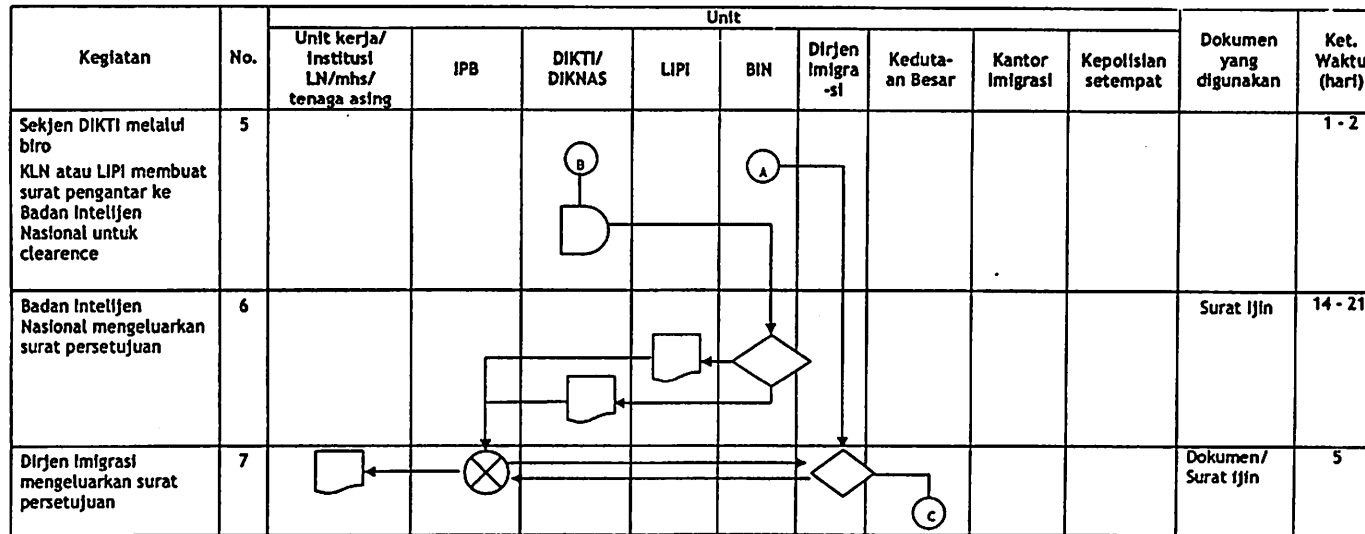 Unit
Kegiatan
No.
Unit kerja/
Institusi
LN/mhs/
tenaga asing
IPB
DIKTI/
DIKNAS
LIPI
BIN
Dirjen
Imigra
-si
Keduta-
an Besar
Kantor
Imigrasi
Kepolisian
setempat
Dokumen
yang
digunakan
Ket.
Waktu
(hari)
Sekjen DIKTI melalui
biro
KLN atau LIPI membuat
surat pengantar ke
Badan Intelijen
Nasional untuk
clearence
5
B
A
1 - 2
Badan Intelijen
Nasional mengeluarkan
surat persetujuan
6
Surat Ijin
14 - 21
Dirjen Imigrasi
mengeluarkan surat
persetujuan
7
C
Dokumen/
Surat Ijin
5